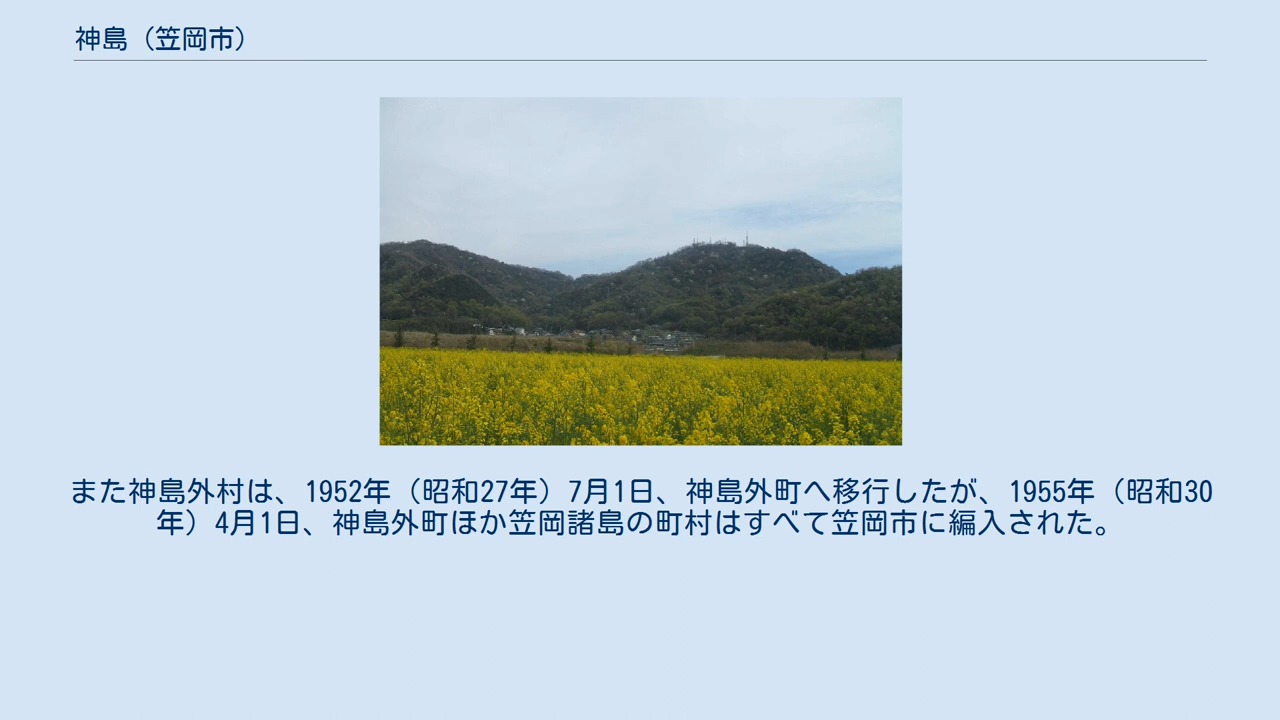 神島（笠岡市）
また神島外村は、1952年（昭和27年）7月1日、神島外町へ移行したが、1955年（昭和30
年）4月1日、神島外町ほか笠岡諸島の町村はすべて笠岡市に編入された。